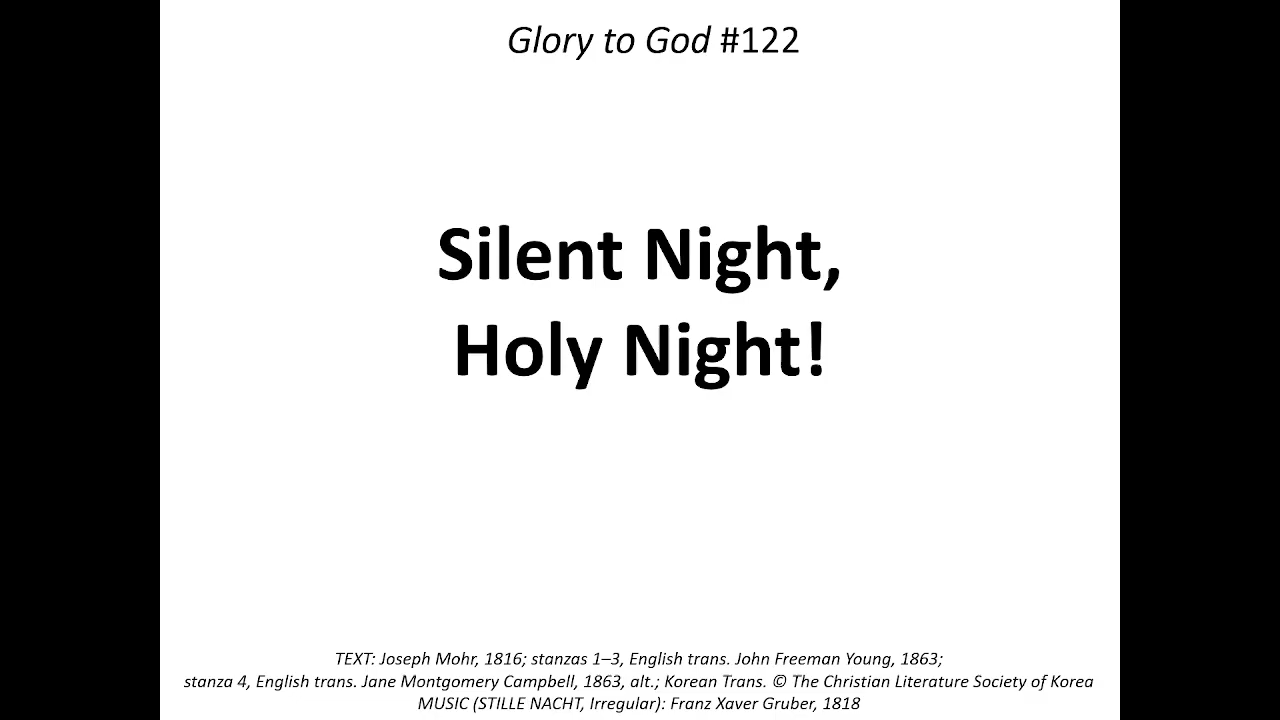 Glory to God #122
Silent Night,
Holy Night!
TEXT: Joseph Mohr, 1816; stanzas 1–3, English trans. John Freeman Young, 1863;
stanza 4, English trans. Jane Montgomery Campbell, 1863, alt.; Korean Trans. © The Christian Literature Society of Korea
MUSIC (STILLE NACHT, Irregular): Franz Xaver Gruber, 1818